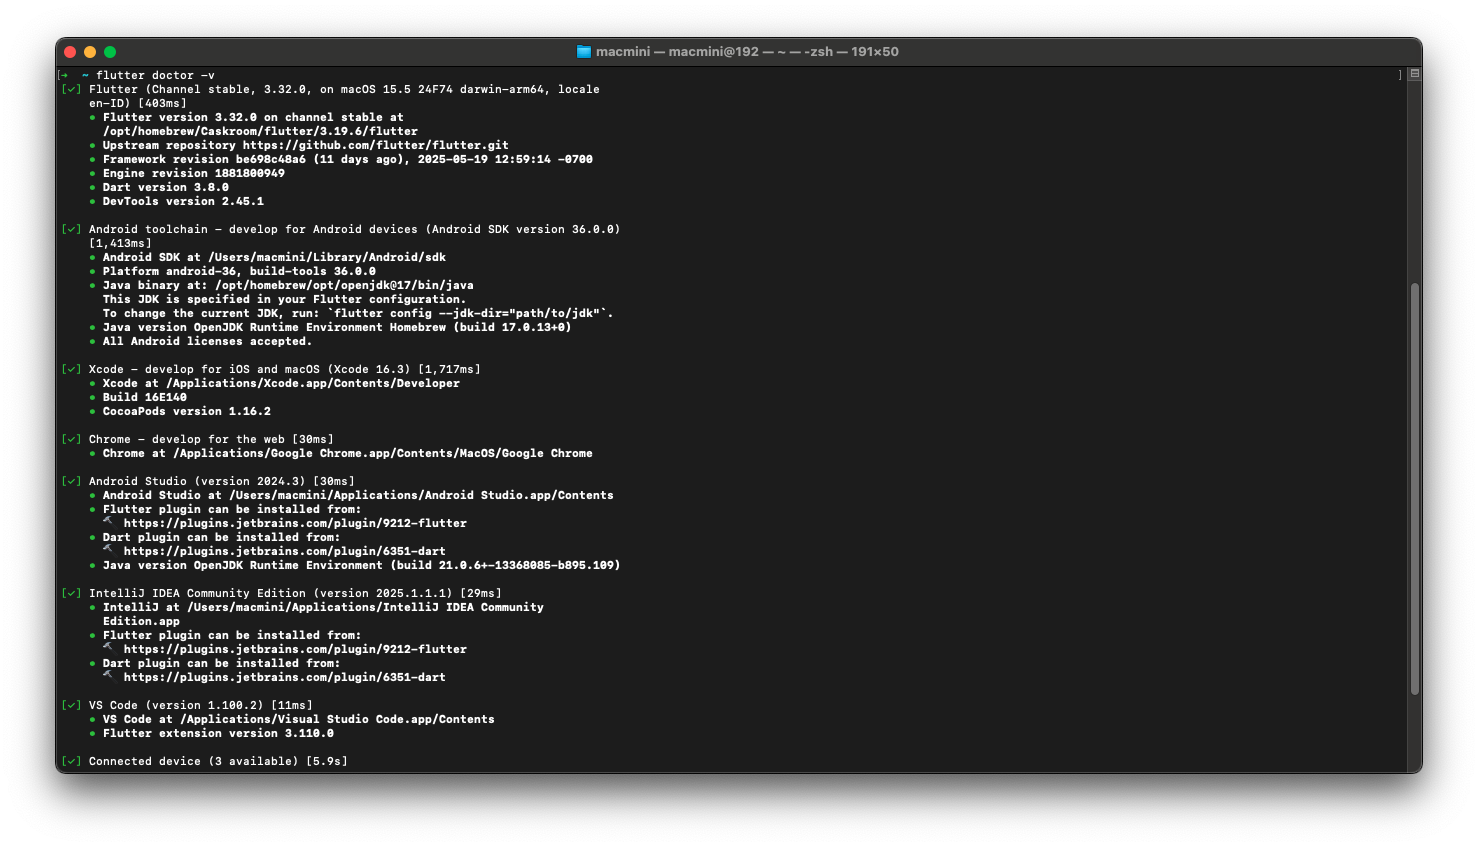 macmini — macmini@192 — ~ — -zsh — 191×50
[➜  ~ flutter doctor -v ]
[✓] Flutter (Channel stable, 3.32.0, on macOS 15.5 24F74 darwin-arm64, locale
en-ID) [403ms]
• Flutter version 3.32.0 on channel stable at
/opt/homebrew/Caskroom/flutter/3.19.6/flutter
• Upstream repository https://github.com/flutter/flutter.git
• Framework revision be698c48a6 (11 days ago), 2025-05-19 12:59:14 -0700
• Engine revision 1881800949
• Dart version 3.8.0
• DevTools version 2.45.1
[✓] Android toolchain - develop for Android devices (Android SDK version 36.0.0)
[1,413ms]
• Android SDK at /Users/macmini/Library/Android/sdk
• Platform android-36, build-tools 36.0.0
• Java binary at: /opt/homebrew/opt/openjdk@17/bin/java
This JDK is specified in your Flutter configuration.
To change the current JDK, run: `flutter config --jdk-dir="path/to/jdk"`.
• Java version OpenJDK Runtime Environment Homebrew (build 17.0.13+0)
• All Android licenses accepted.
[✓] Xcode - develop for iOS and macOS (Xcode 16.3) [1,717ms]
• Xcode at /Applications/Xcode.app/Contents/Developer
• Build 16E140
• CocoaPods version 1.16.2
[✓] Chrome - develop for the web [30ms]
• Chrome at /Applications/Google Chrome.app/Contents/MacOS/Google Chrome
[✓] Android Studio (version 2024.3) [30ms]
• Android Studio at /Users/macmini/Applications/Android Studio.app/Contents
• Flutter plugin can be installed from:
🔨 https://plugins.jetbrains.com/plugin/9212-flutter
• Dart plugin can be installed from:
🔨 https://plugins.jetbrains.com/plugin/6351-dart
• Java version OpenJDK Runtime Environment (build 21.0.6+-13368085-b895.109)
[✓] IntelliJ IDEA Community Edition (version 2025.1.1.1) [29ms]
• IntelliJ at /Users/macmini/Applications/IntelliJ IDEA Community
Edition.app
• Flutter plugin can be installed from:
🔨 https://plugins.jetbrains.com/plugin/9212-flutter
• Dart plugin can be installed from:
🔨 https://plugins.jetbrains.com/plugin/6351-dart
[✓] VS Code (version 1.100.2) [11ms]
• VS Code at /Applications/Visual Studio Code.app/Contents
• Flutter extension version 3.110.0
[✓] Connected device (3 available) [5.9s]